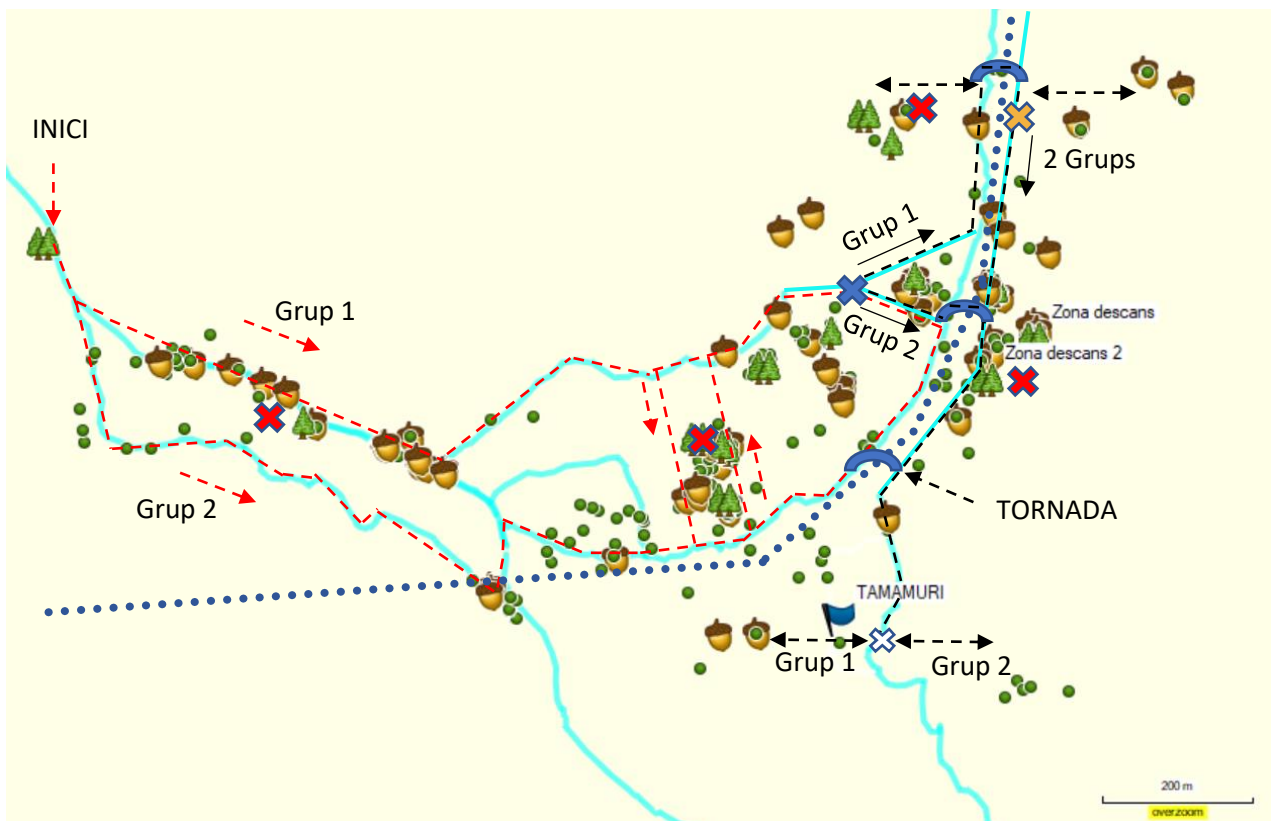 INICI
2 Grups
Grup 1
Grup 1
Grup 2
Zona descans
Zona descans 2
Grup 2
TORNADA
TAMAMURI
Grup 1
Grup 2
200 m
overzoom